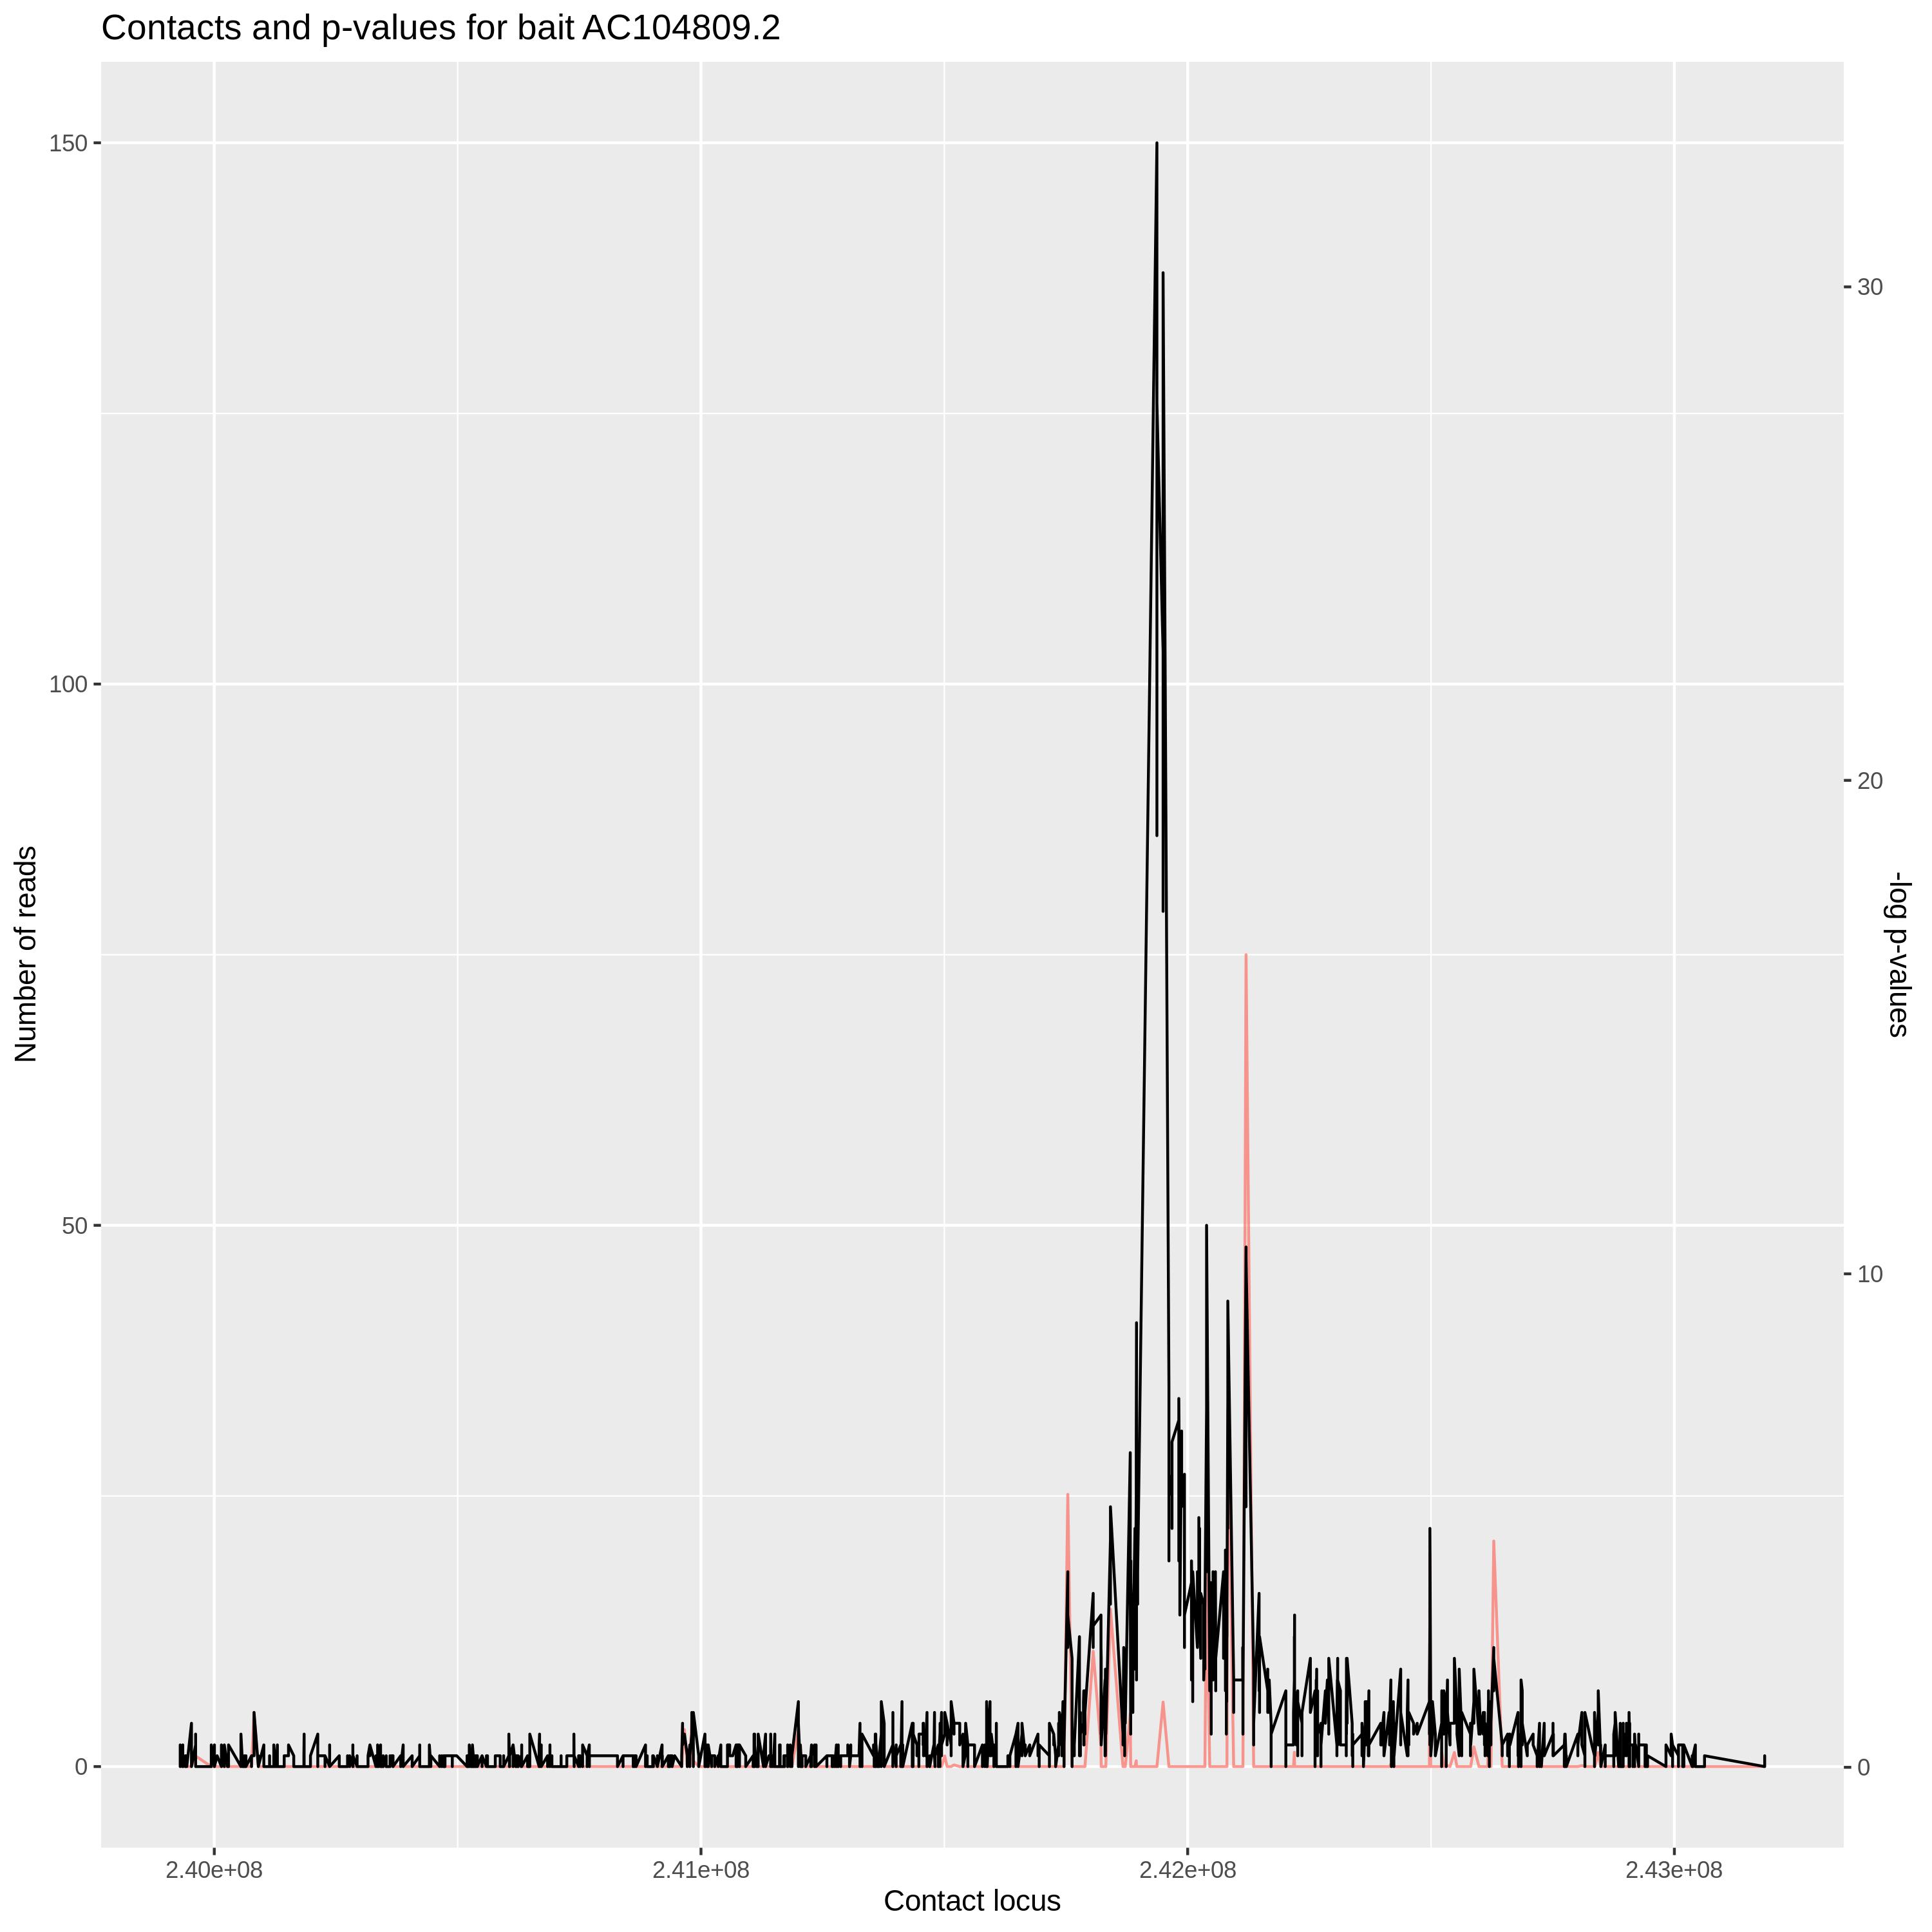 Contacts and p-values for bait AC104809.2
150
100
50
0
30
20
10
0
Number of reads
-log p-values
2.40e+08
2.41e+08
2.42e+08
2.43e+08
Contact locus